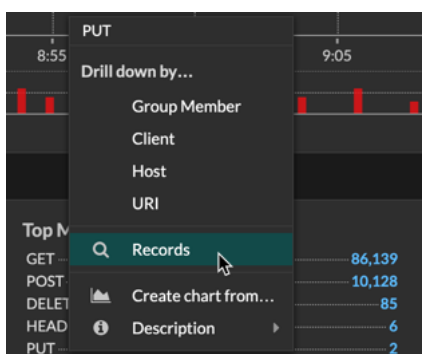 PUT
8:55
9:05
Drill down by...
Group Member
Client
Host
URI
Top M
Records
GET 86,139
POST 10,128
Create chart from...
DELET 85
HEAD 6
Description
PUT 2